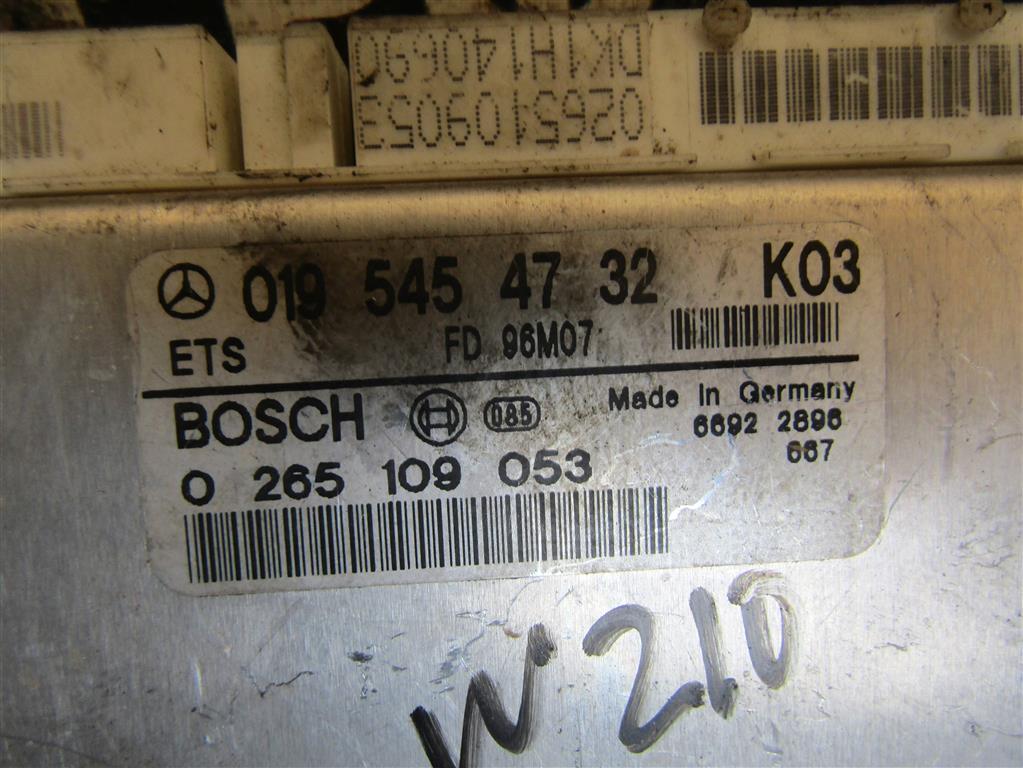 DK1H140690
0265109053
019 545 47 32 K03
ETS FD 96M07
BOSCH 085 Made in Germany
6692 2896
0 265 109 053 667
W210